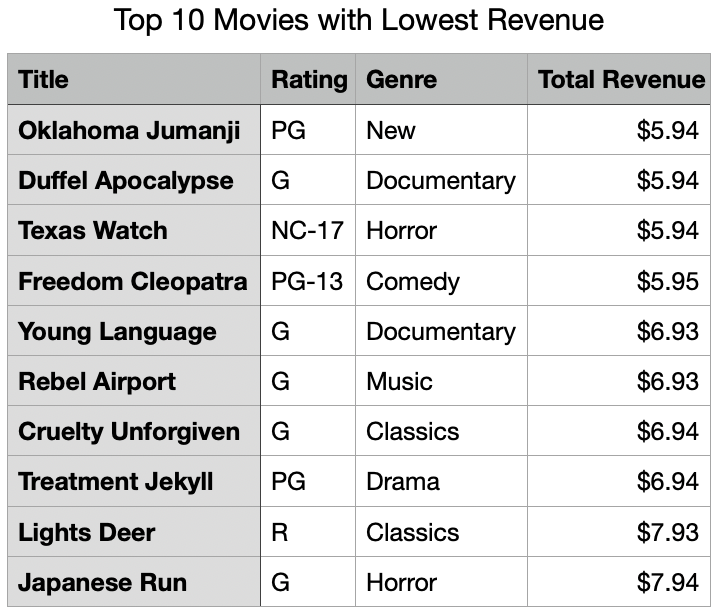 Top 10 Movies with Lowest Revenue
Title Rating Genre Total Revenue
Oklahoma Jumanji PG New $5.94
Duffel Apocalypse G Documentary $5.94
Texas Watch NC-17 Horror $5.94
Freedom Cleopatra PG-13 Comedy $5.95
Young Language G Documentary $6.93
Rebel Airport G Music $6.93
Cruelty Unforgiven G Classics $6.94
Treatment Jekyll PG Drama $6.94
Lights Deer R Classics $7.93
Japanese Run G Horror $7.94